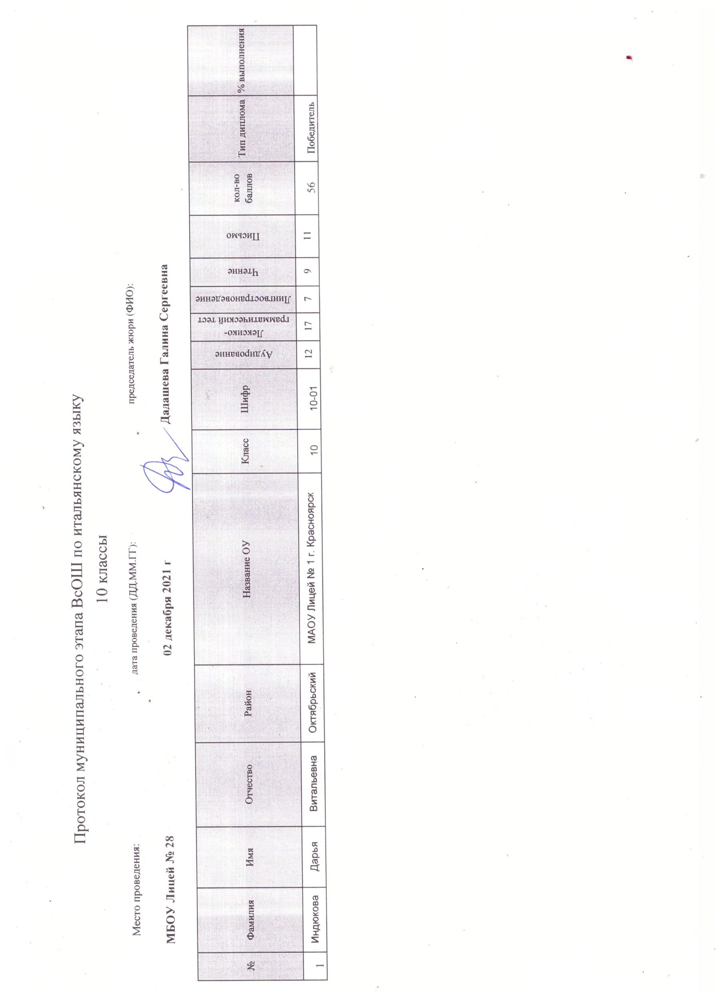 Протокол муниципального этапа ВсОШ по итальянскому языку
10 классы
Место проведения: дата проведения (ДД.ММ.ГГ): председатель жюри (ФИО):
МБОУ Лицей № 28 02 декабря 2021 г Дадашева Галина Сергеевна
№ Фамилия Имя Отчество Район Название ОУ Класс Шифр Аудирование Лексико-грамматический тест Лингвострановедение Чтение Письмо кол-во баллов Тип диплома % выполнения
1 Индюкова Дарья Витальевна Октябрьский МАОУ Лицей № 1 г. Красноярск 10 10-01 12 17 7 9 11 56 Победитель